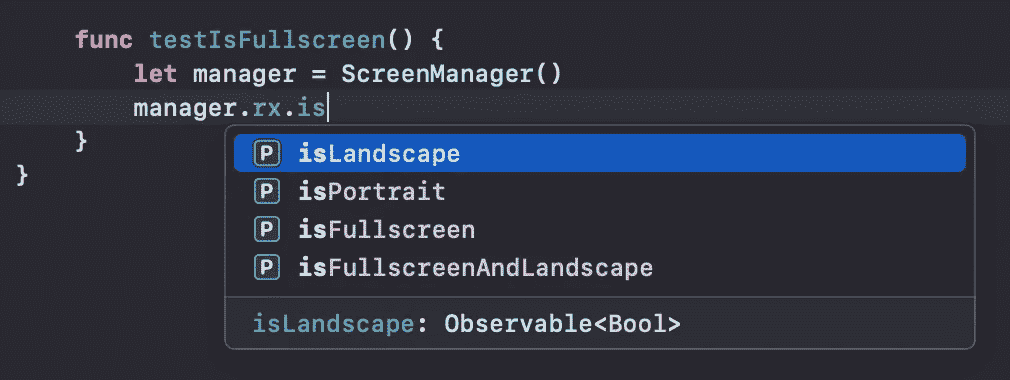 func testIsFullscreen() {
let manager = ScreenManager()
manager.rx.is
}
}
P isLandscape
P isPortrait
P isFullscreen
P isFullscreenAndLandscape
isLandscape: Observable<Bool>